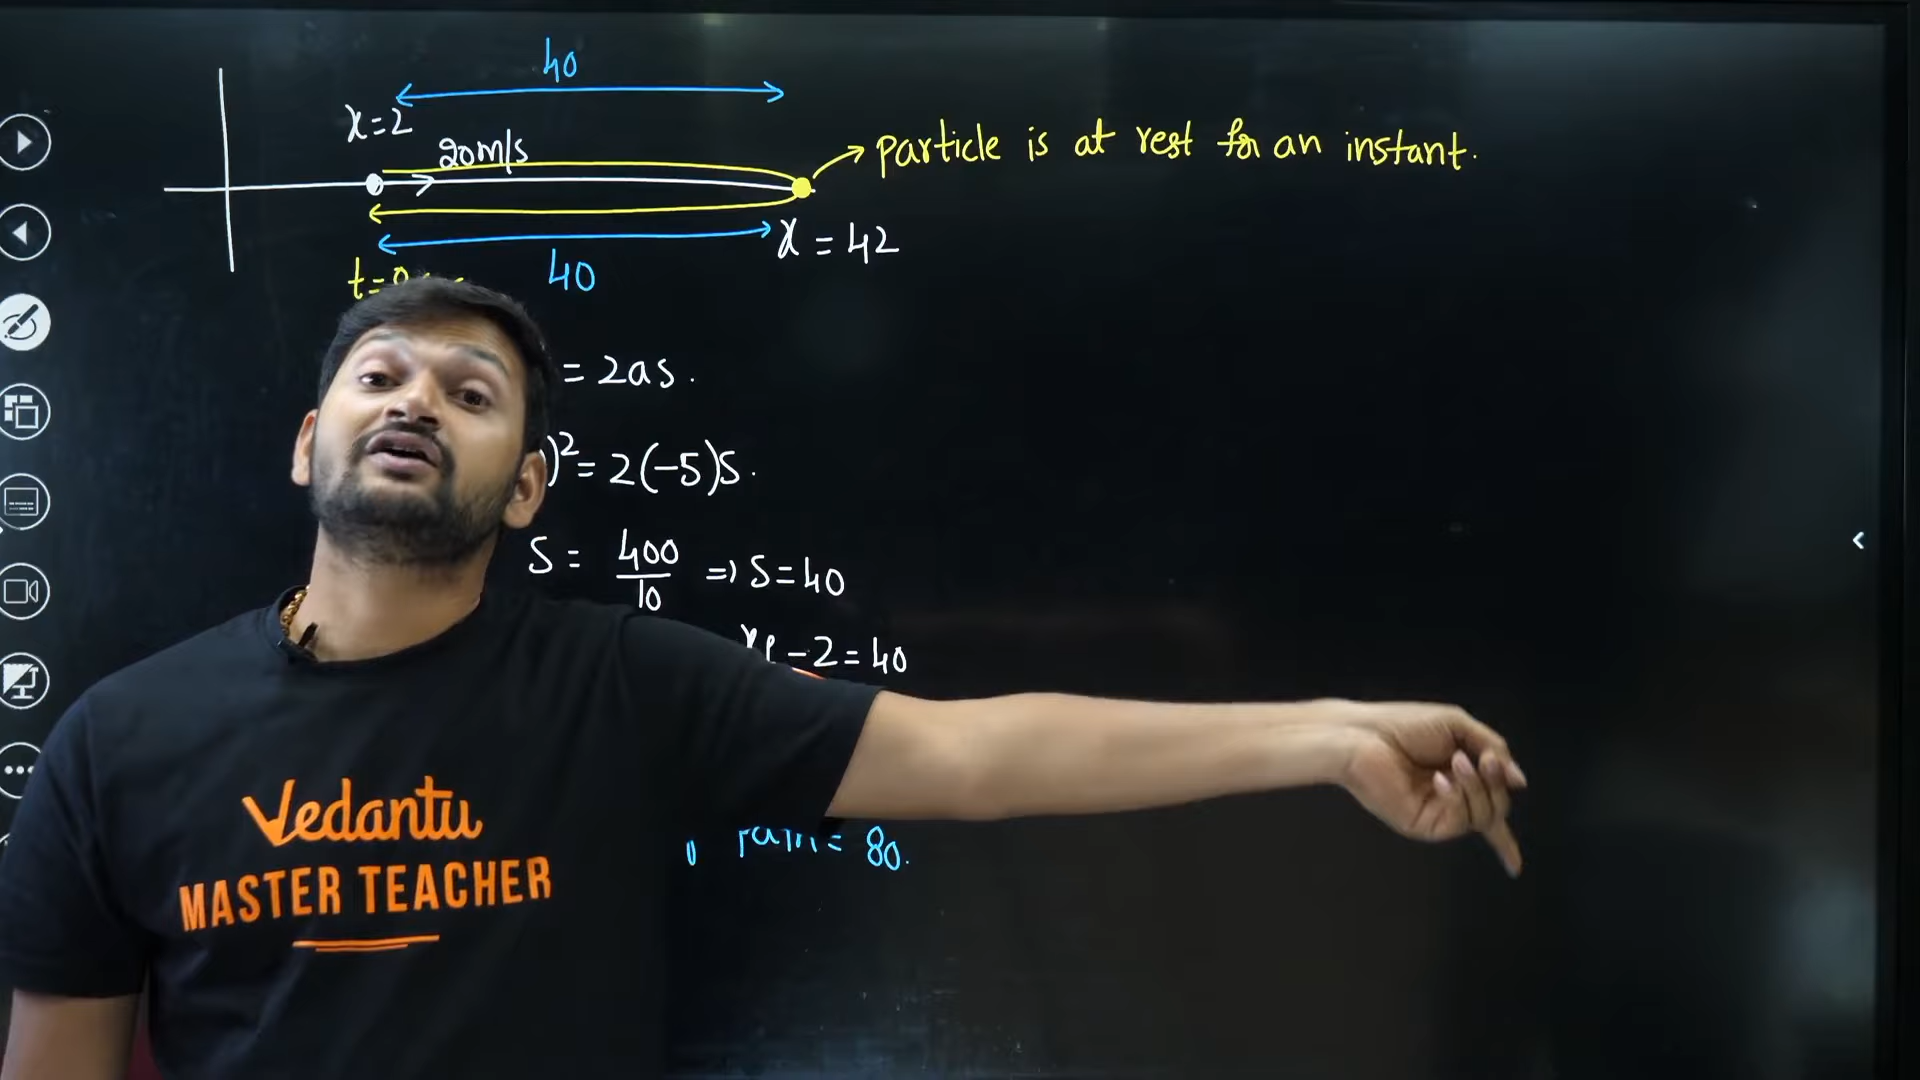 40
x=2
20m/s
particle is at rest for an instant.
x = 42
40
= 2as.
)²= 2(-5)S.
S = 400/10 ⇒ S=40
- 2 = 40
= 80.
Vedantu
MASTER TEACHER